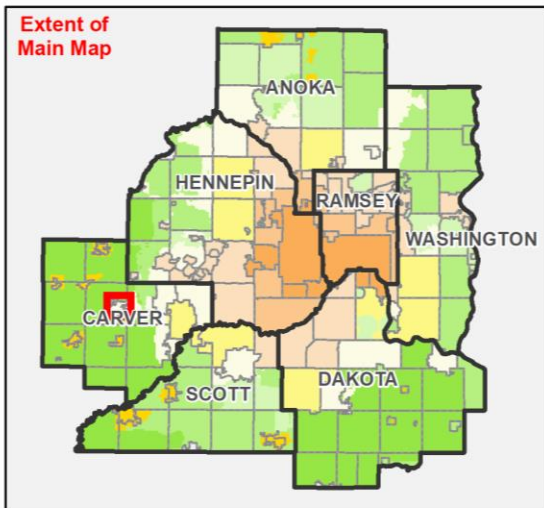 Extent of
Main Map
ANOKA
HENNEPIN
RAMSEY
WASHINGTON
CARVER
SCOTT
DAKOTA